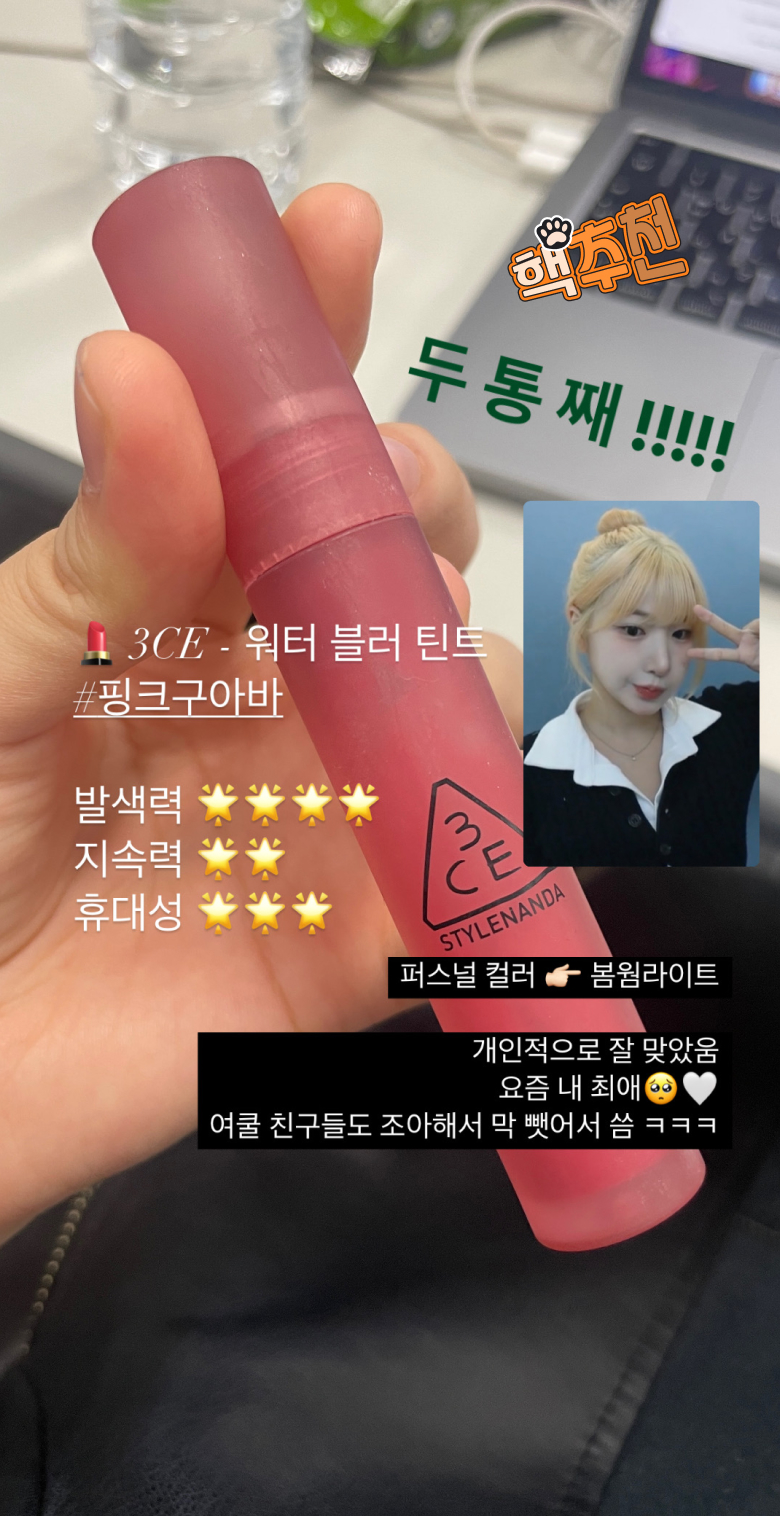 핵추천
두통째!!!!!
💄 3CE - 워터 블러 틴트
#핑크구아바
발색력 🌟🌟🌟🌟
지속력 🌟🌟
휴대성 🌟🌟🌟
3
CE
STYLENANDA
퍼스널 컬러 👉🏻 봄웜라이트
개인적으로 잘 맞았움
요즘 내 최애🥺🤍
여쿨 친구들도 조아해서 막 뺏어서 씀 ㅋㅋㅋ